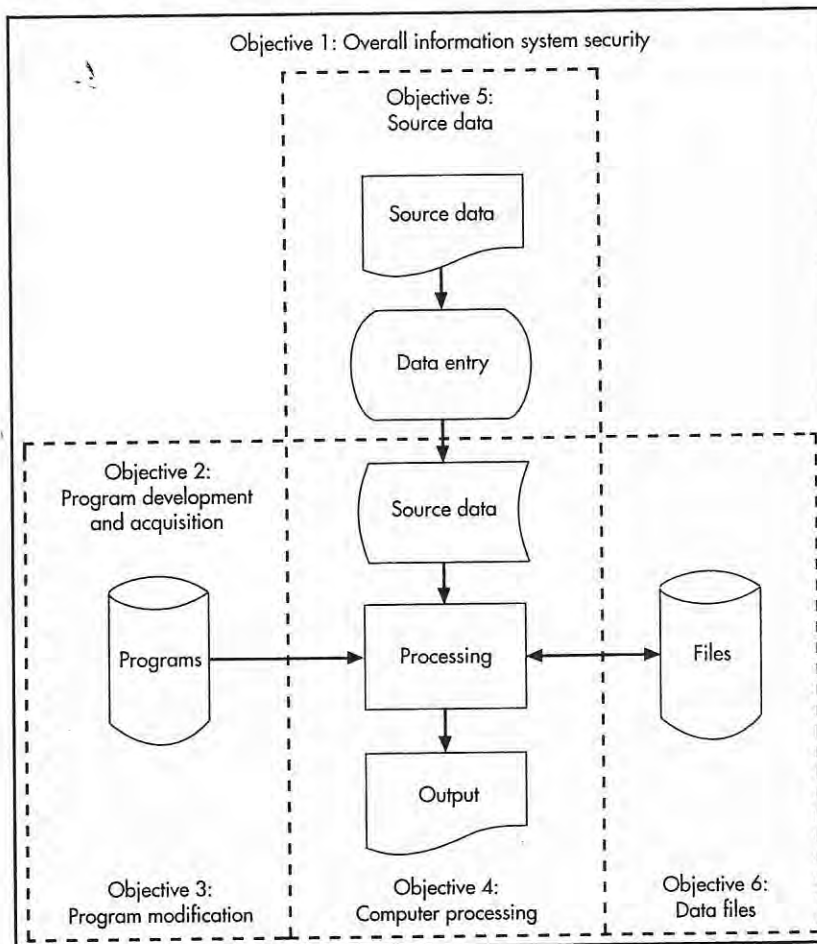 Objective 1: Overall information system security
Objective 5:
Source data
Source data
Data entry
Objective 2:
Program development
and acquisition
Source data
Programs
Processing
Files
Output
Objective 3:
Program modification
Objective 4:
Computer processing
Objective 6:
Data files